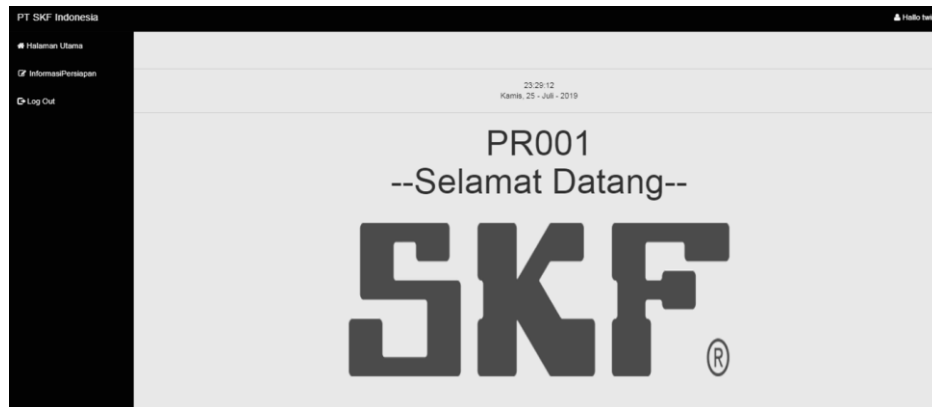 PT SKF Indonesia
Hallo
Halaman Utama
InformasiPersiapan
Log Out
23:29:12
Kamis, 25 - Juli - 2019
PR001
--Selamat Datang--
SKF®